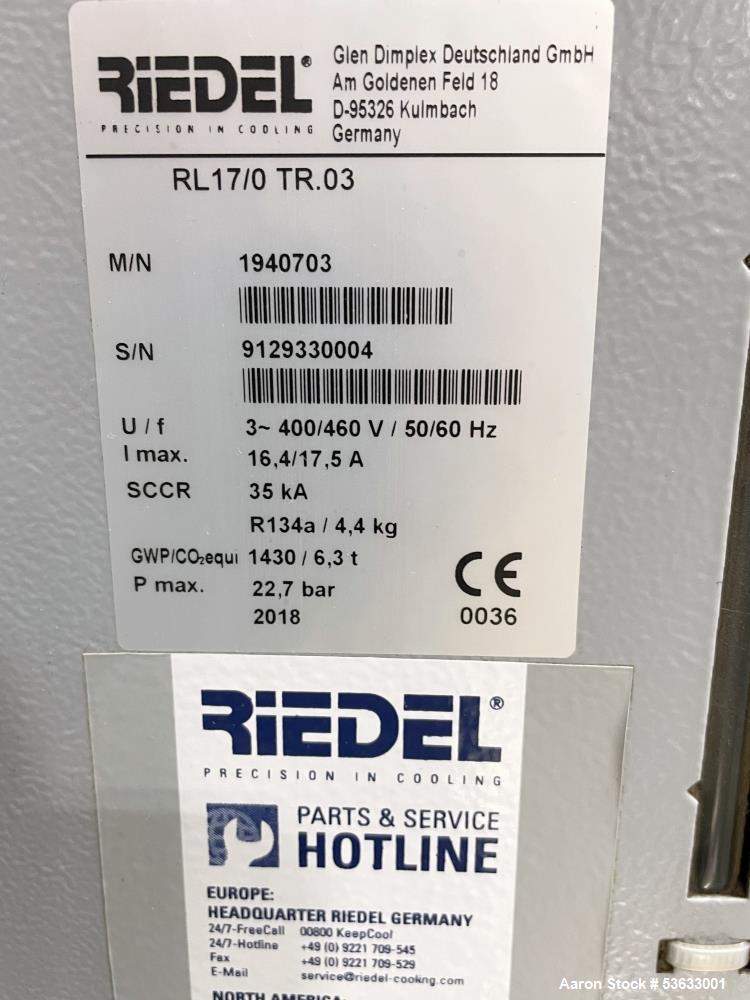 RiEDEL®
PRECISION IN COOLING
Glen Dimplex Deutschland GmbH
Am Goldenen Feld 18
D-95326 Kulmbach
Germany
RL17/0 TR.03
M/N 1940703
S/N 9129330004
U / f 3~ 400/460 V / 50/60 Hz
I max. 16,4/17,5 A
SCCR 35 kA
R134a / 4,4 kg
GWP/CO₂equi 1430 / 6,3 t
P max. 22,7 bar
2018
CE
0036
RiEDEL®
PRECISION IN COOLING
PARTS & SERVICE
HOTLINE
EUROPE:
HEADQUARTER RIEDEL GERMANY
24/7-FreeCall 00800 KeepCool
24/7-Hotline +49 (0) 9221 709-545
Fax +49 (0) 9221 709-529
E-Mail service@riedel-cooling.com
NORTH AMERICA:
Aaron Stock # 53633001